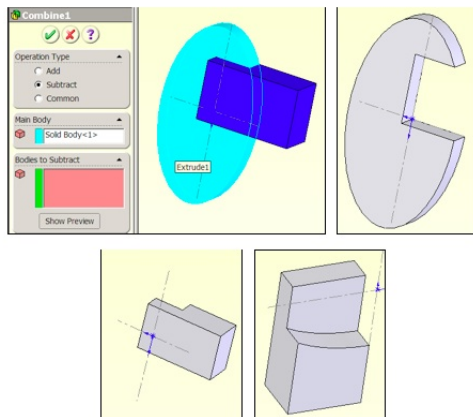 Combine1
?
Operation Type
Add
Subtract
Common
Main Body
Solid Body<1>
Bodies to Subtract
Show Preview
Extrude1